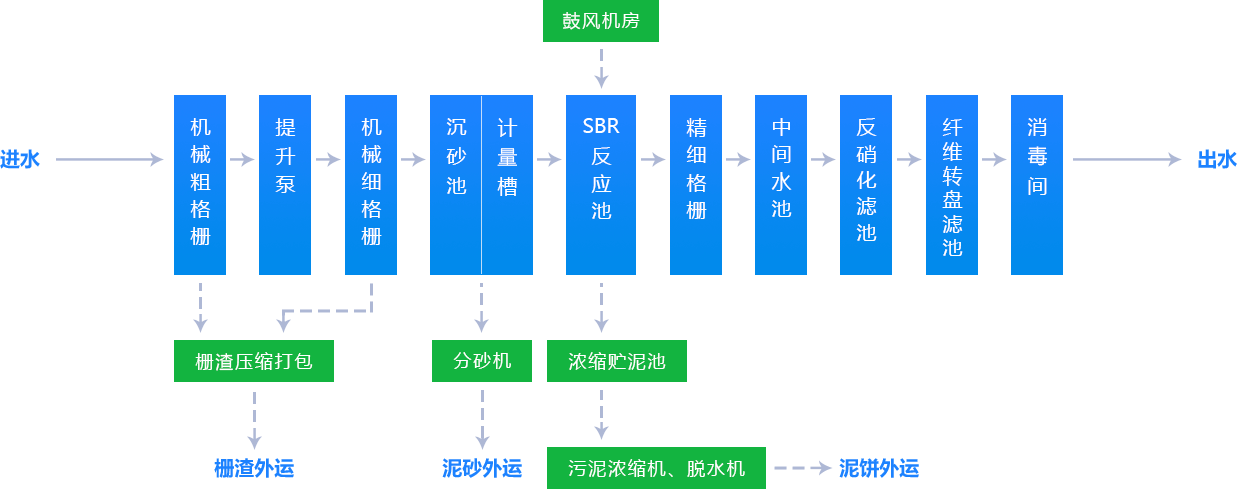 鼓风机房
进水
机械粗格栅
提升泵
机械细格栅
沉砂池
计量槽
SBR反应池
精细格栅
中间水池
反硝化滤池
纤维转盘滤池
消毒间
出水
栅渣压缩打包
分砂机
浓缩贮泥池
栅渣外运
泥砂外运
污泥浓缩机、脱水机
泥饼外运